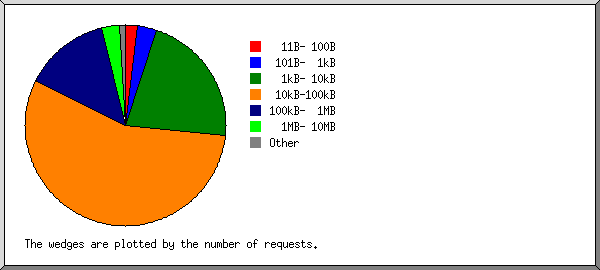 11B- 100B
101B- 1kB
1kB- 10kB
10kB-100kB
100kB- 1MB
1MB- 10MB
Other
The wedges are plotted by the number of requests.